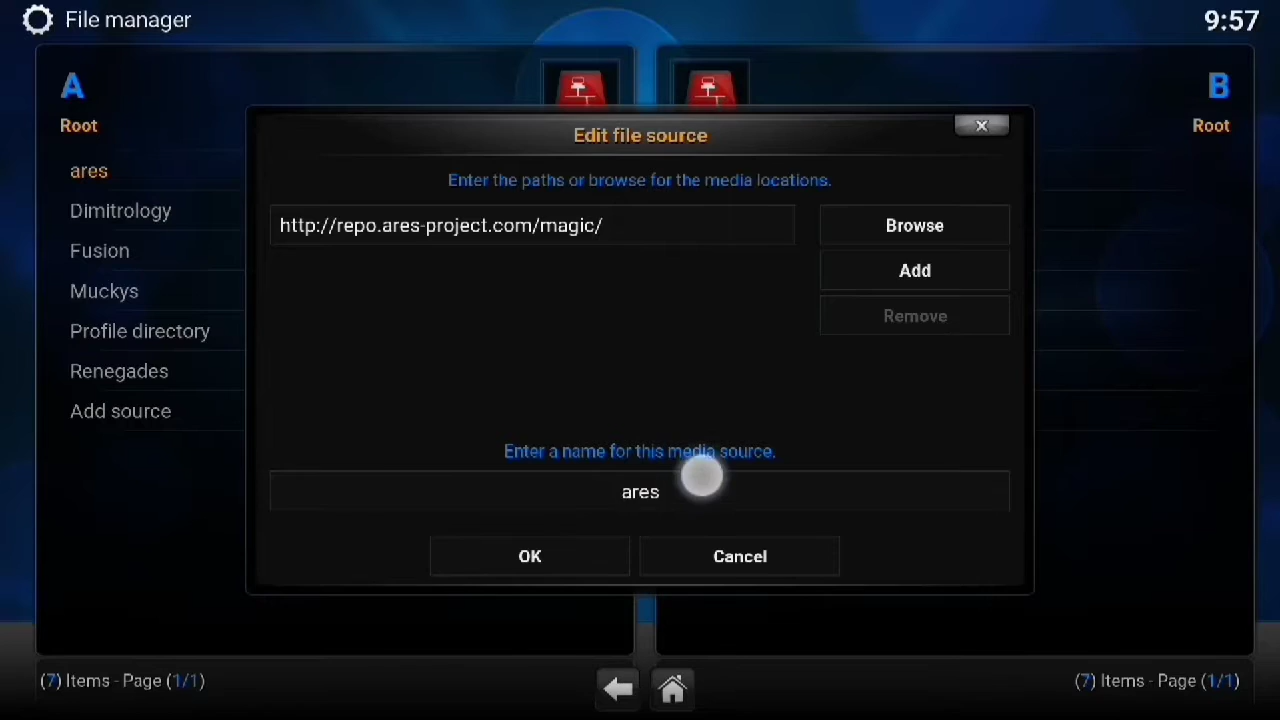 File manager
9:57
A
B
Root
Root
Edit file source
Enter the paths or browse for the media locations.
http://repo.ares-project.com/magic/
Browse
Add
Remove
ares
Dimitrology
Fusion
Muckys
Profile directory
Renegades
Add source
Enter a name for this media source.
ares
OK
Cancel
(7) Items - Page (1/1)
(7) Items - Page (1/1)